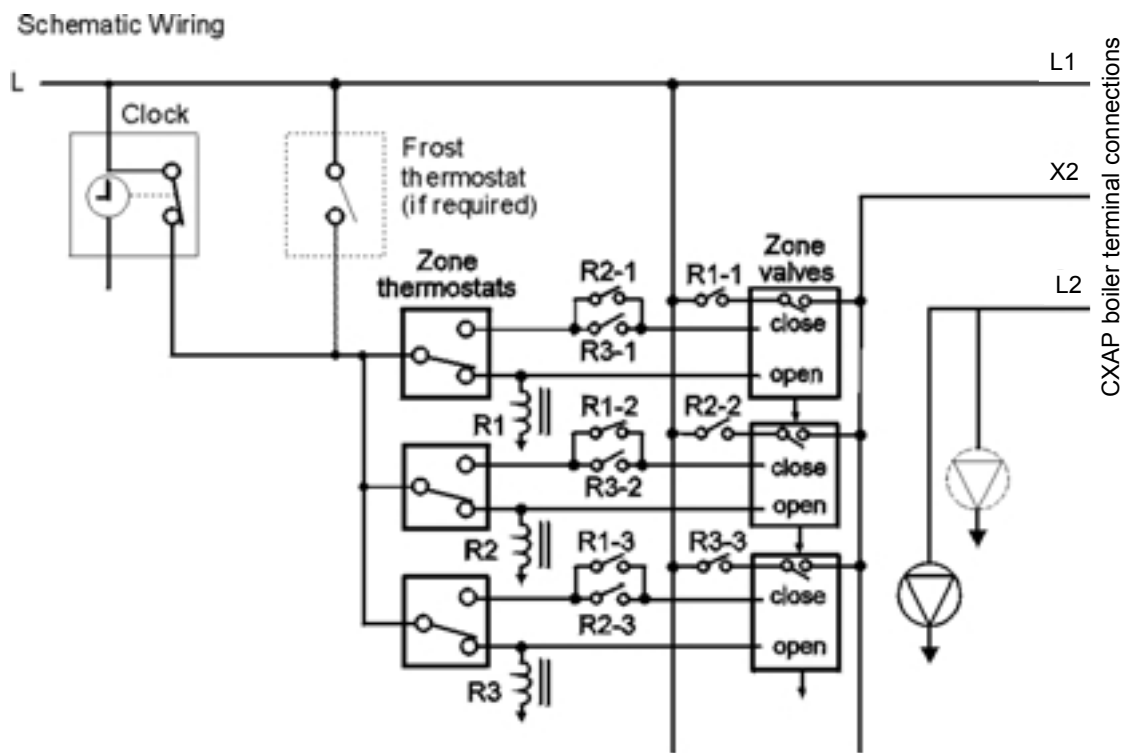 Schematic Wiring
L
L1
Clock
Frost
thermostat
(if required)
X2
Zone
thermostats
R2-1
R3-1
R1-1
Zone
valves
close
open
L2
R1
R1-2
R3-2
R2-2
close
open
R2
R1-3
R2-3
R3-3
close
open
R3
CXAP boiler terminal connections